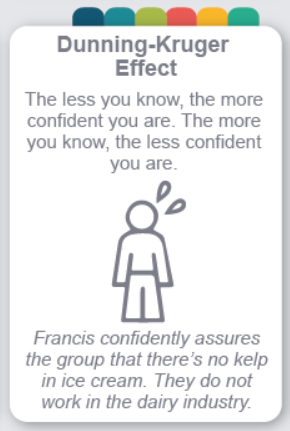 Dunning-Kruger
Effect
The less you know, the more
confident you are. The more
you know, the less confident
you are.
Francis confidently assures
the group that there's no kelp
in ice cream. They do not
work in the dairy industry.